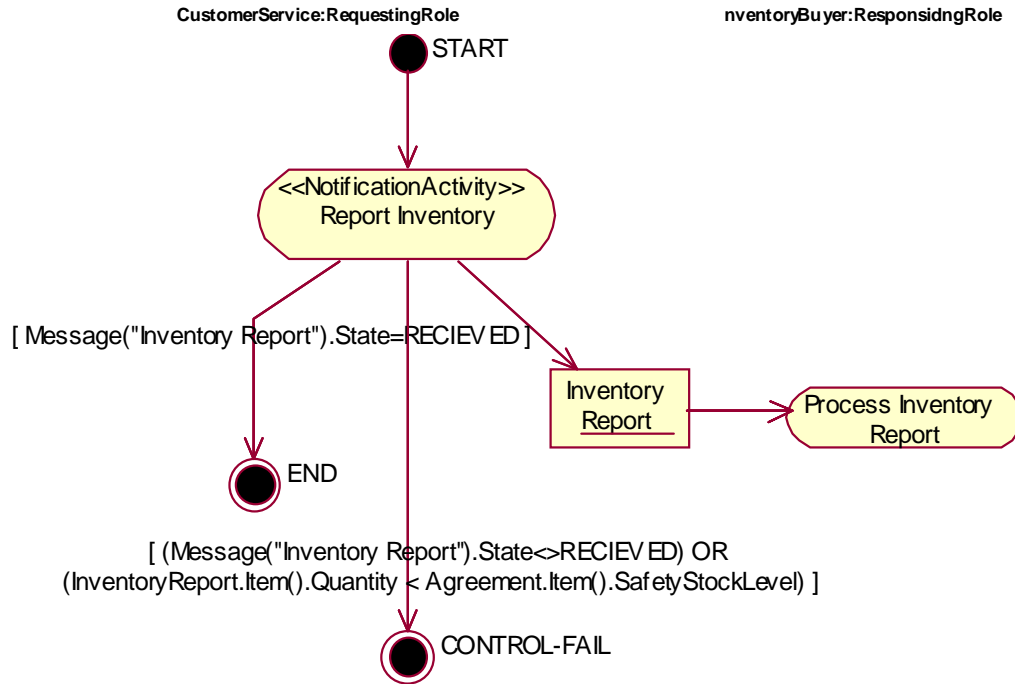 CustomerService:RequestingRole
nventoryBuyer:ResponsidngRole
START
<<NotificationActivity>>
Report Inventory
[ Message("Inventory Report").State=RECIEVED ]
Inventory
Report
Process Inventory
Report
END
[ (Message("Inventory Report").State<>RECIEVED) OR
(InventoryReport.Item().Quantity < Agreement.Item().SafetyStockLevel) ]
CONTROL-FAIL